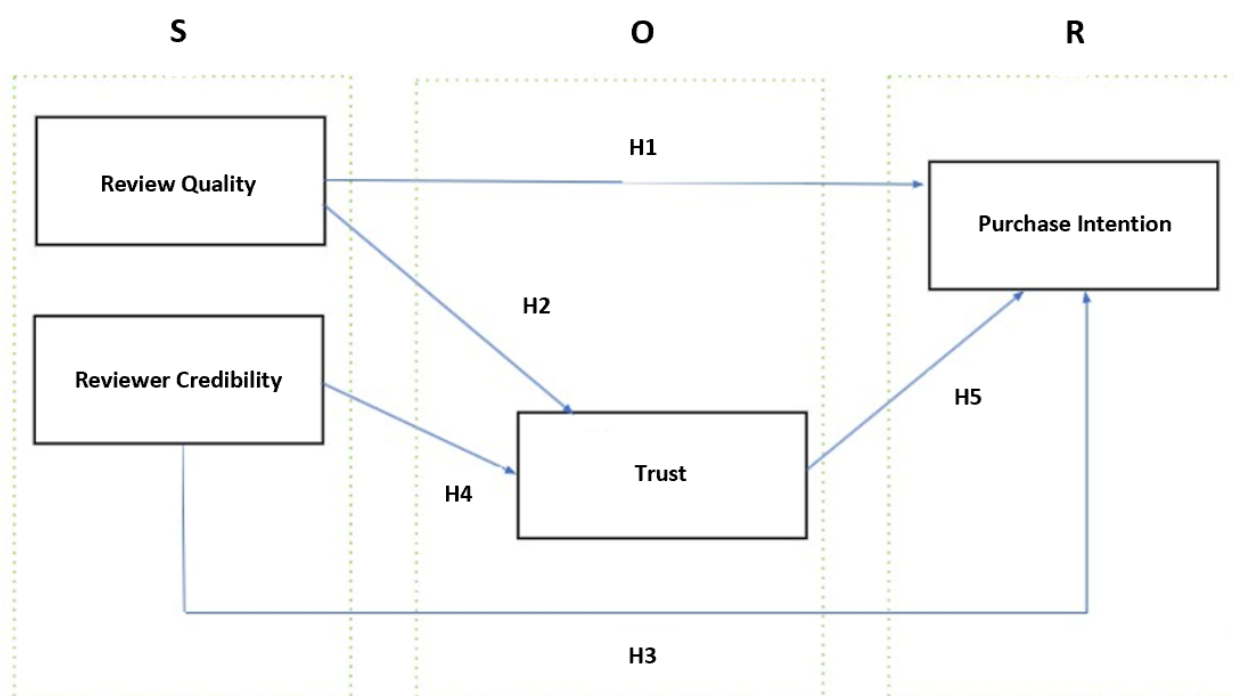 S
O
R
Review Quality
H1
Purchase Intention
H2
Reviewer Credibility
H5
Trust
H4
H3